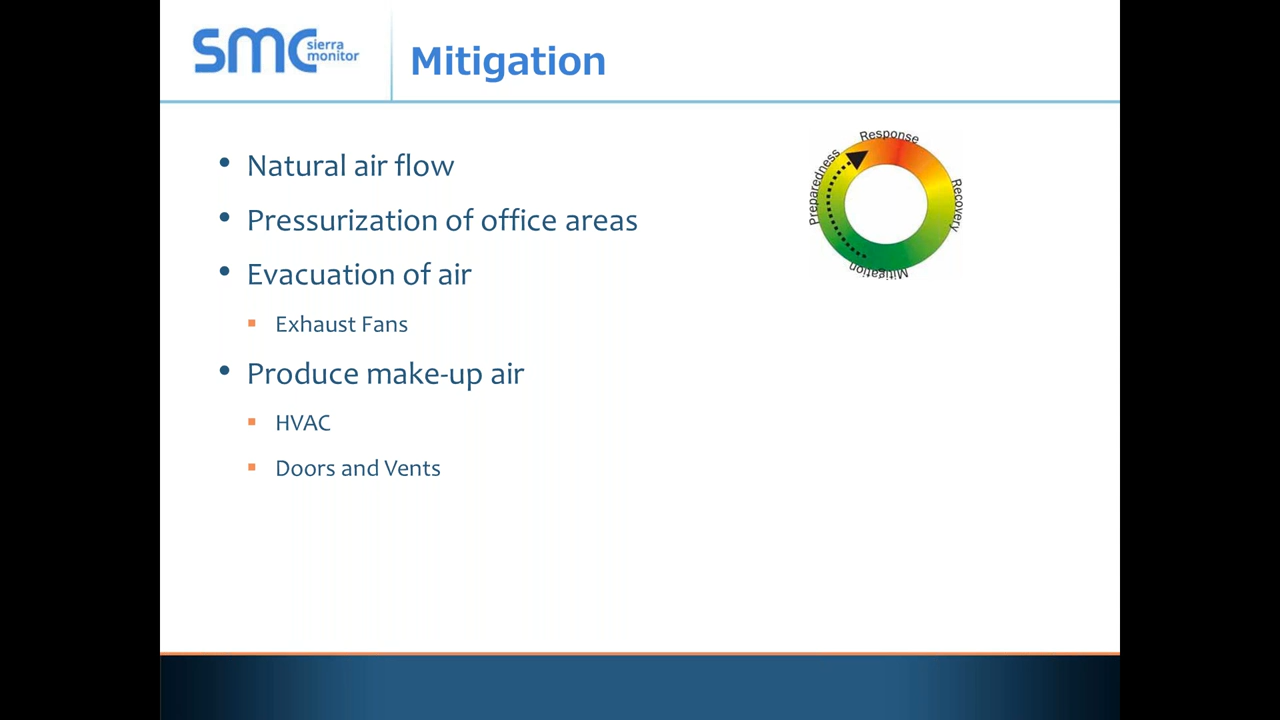 SMC sierra monitor
Mitigation
Natural air flow
Pressurization of office areas
Evacuation of air
Exhaust Fans
Produce make-up air
HVAC
Doors and Vents
Response
Preparedness
Recovery
Mitigation